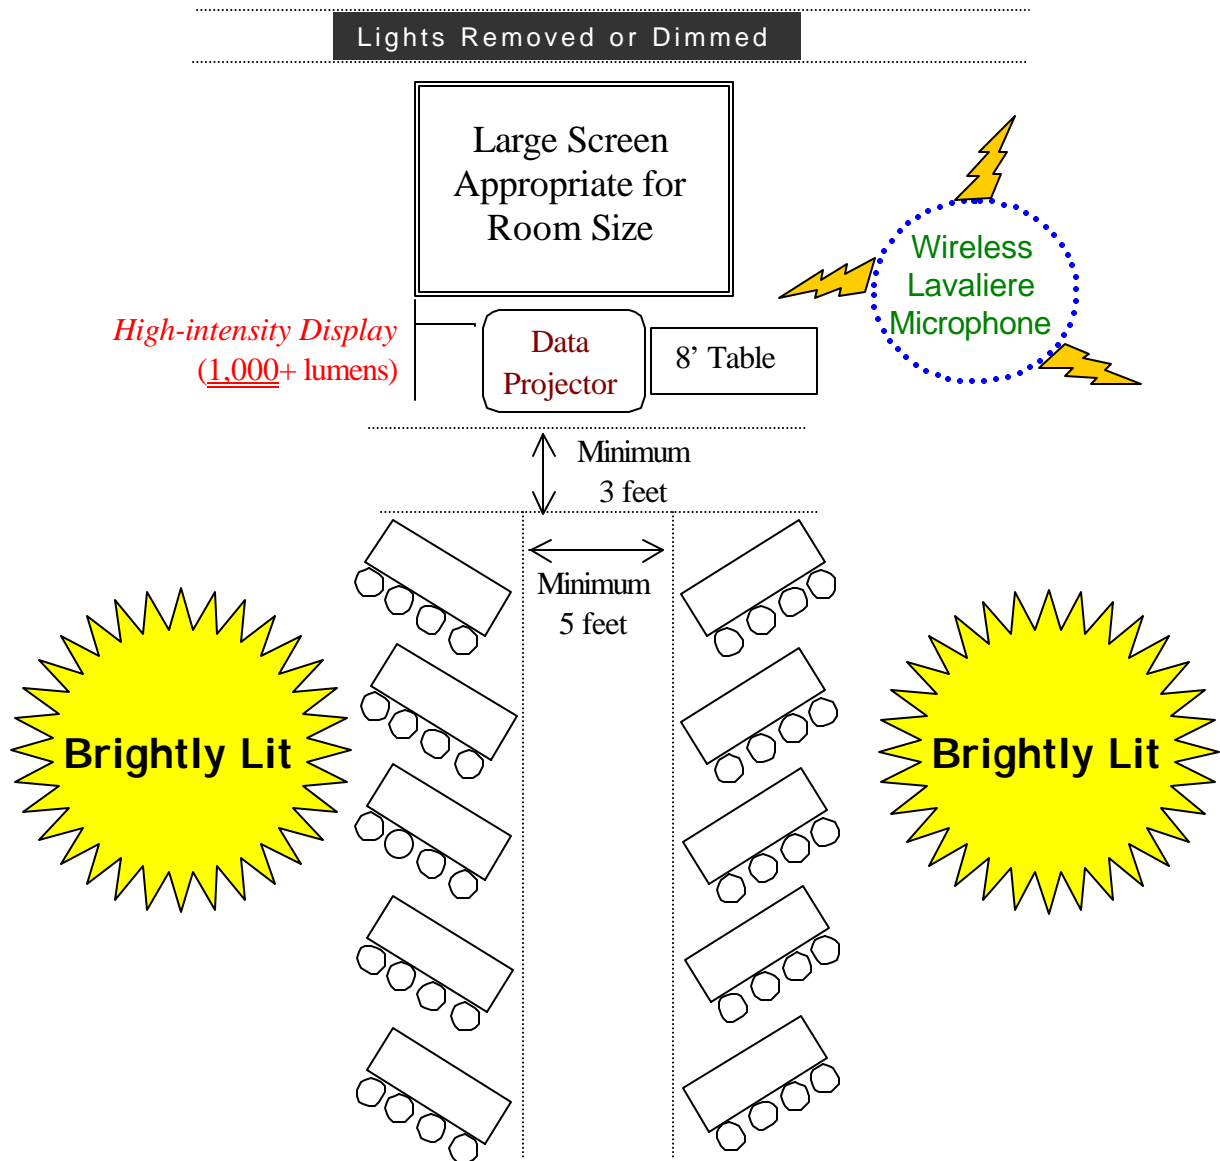 Lights Removed or Dimmed
Large Screen
Appropriate for
Room Size
Wireless
Lavaliere
Microphone
High-intensity Display
(1,000+ lumens)
Data
Projector
8’ Table
Minimum
3 feet
Minimum
5 feet
Brightly Lit
Brightly Lit